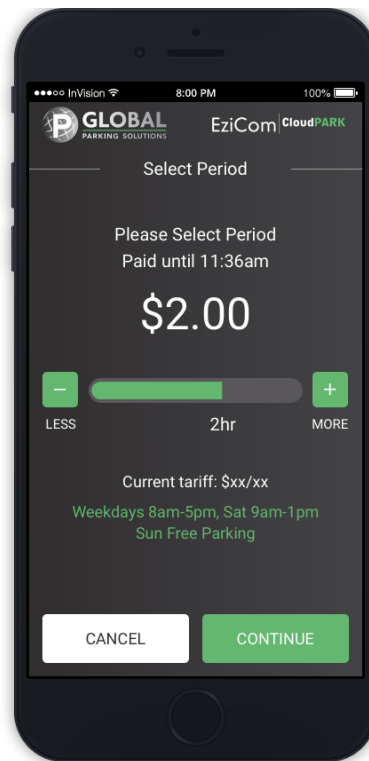 InVision 8:00 PM 100%
P GLOBAL EziCom CloudPARK
PARKING SOLUTIONS
Select Period
Please Select Period
Paid until 11:36am
$2.00
− +
LESS 2hr MORE
Current tariff: $xx/xx
Weekdays 8am-5pm, Sat 9am-1pm
Sun Free Parking
CANCEL CONTINUE